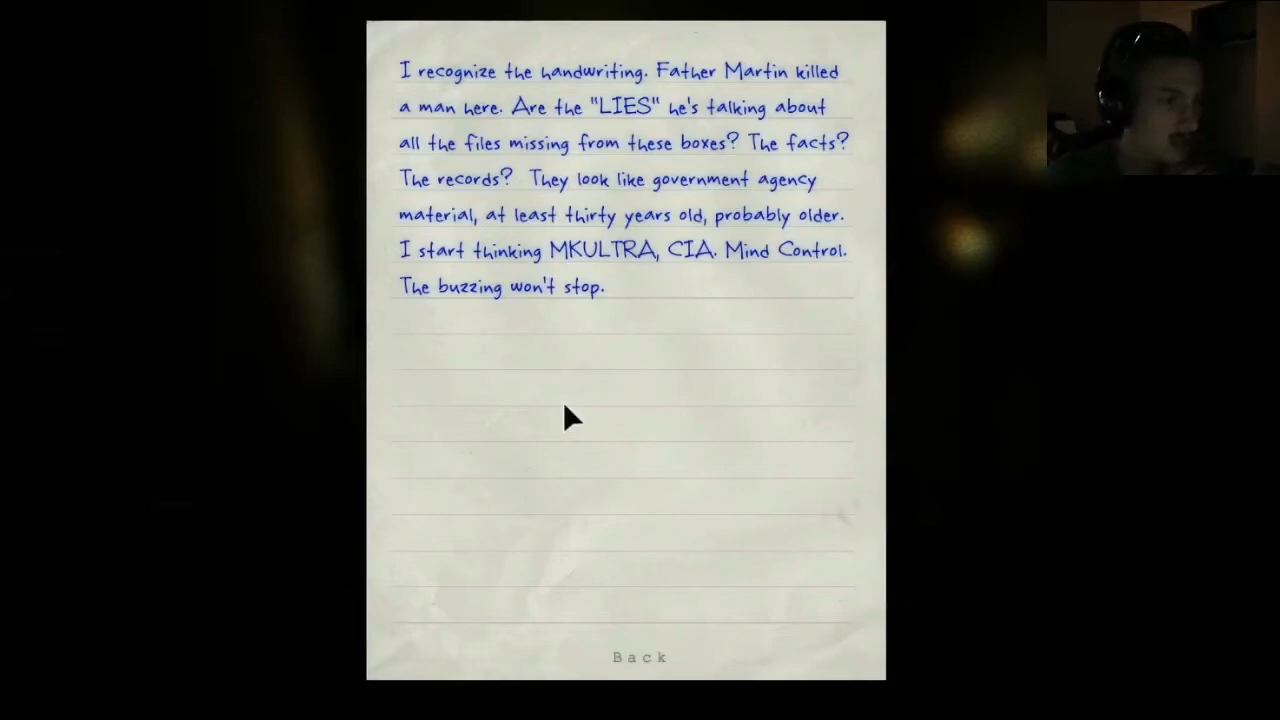 I recognize the handwriting. Father Martin killed
a man here. Are the "LIES" he's talking about
all the files missing from these boxes? The facts?
The records?  They look like government agency
material, at least thirty years old, probably older.
I start thinking MKULTRA, CIA. Mind Control.
The buzzing won't stop.
Back